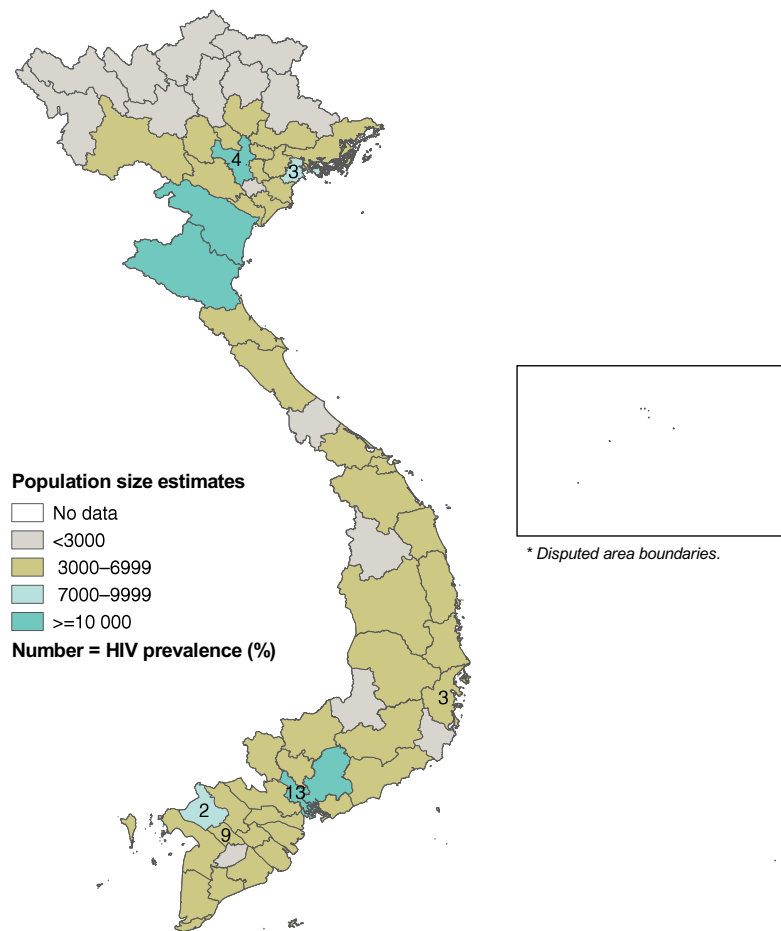 4
3
Population size estimates
No data
<3000
3000–6999
7000–9999
>=10 000
Number = HIV prevalence (%)
* Disputed area boundaries.
3
13
2
9